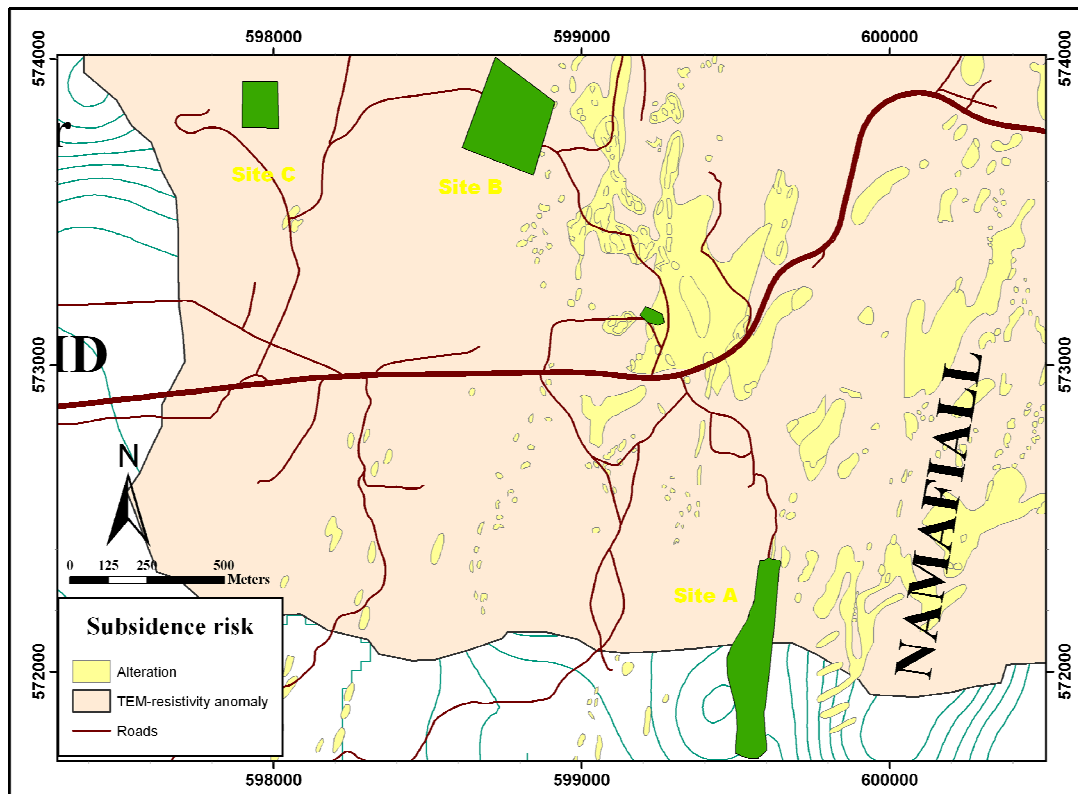 598000
599000
600000
574000
574000
r
Site C
Site B
573000
573000
ID
N
NAMAFJALL
0 125 250 500
Meters
Site A
Subsidence risk
Alteration
TEM-resistivity anomaly
Roads
572000
572000
598000
599000
600000